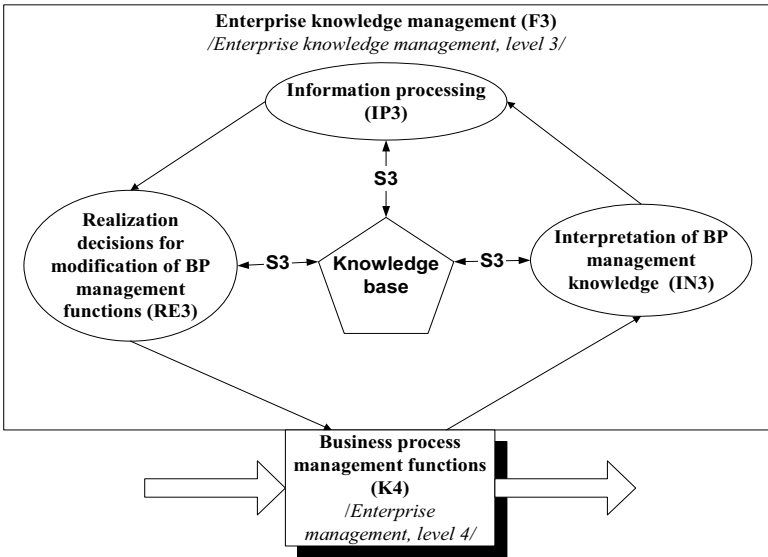 Enterprise knowledge management (F3)
/Enterprise knowledge management, level 3/
Information processing
(IP3)
S3
Realization
decisions for
modification of BP
management
functions (RE3)
S3
Knowledge
base
S3
Interpretation of BP
management
knowledge (IN3)
Business process
management functions
(K4)
/Enterprise
management, level 4/